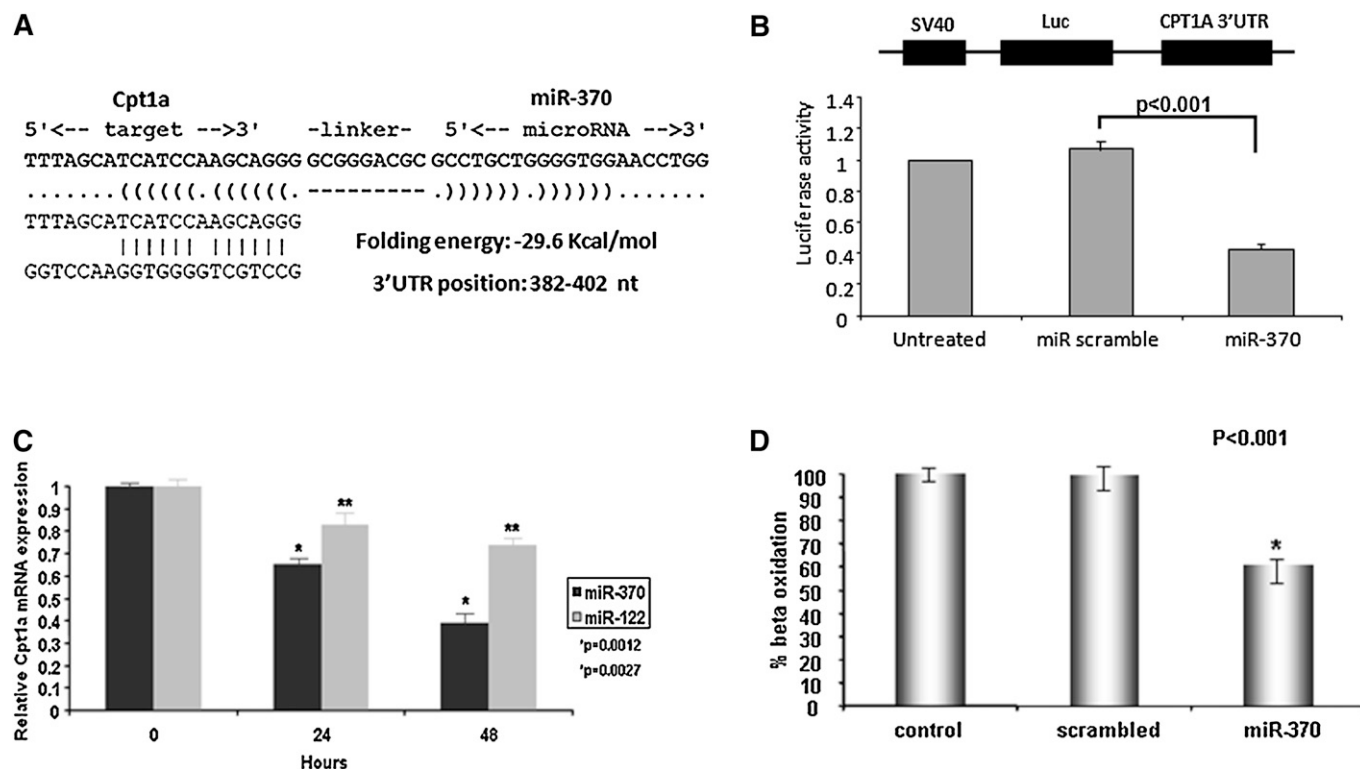 A
Cpt1a
miR-370
5'<-- target -->3' -linker- 5'<-- microRNA -->3'
TTTAGCATCATCCAAGCAGGG GCGGGACGC GCCTGCTGGGGTGGAACCTGG
.......((((((.((((((. --------- .)))))).)))))).......
TTTAGCATCATCCAAGCAGGG
|||||| ||||||
GGTCCAAGGTGGGGTCGTCCG
Folding energy: -29.6 Kcal/mol
3'UTR position: 382-402 nt
B
SV40
Luc
CPT1A 3'UTR
p<0.001
Luciferase activity
1.4
1.2
1
0.8
0.6
0.4
0.2
0
Untreated
miR scramble
miR-370
C
Relative Cpt1a mRNA expression
1
0.9
0.8
0.7
0.6
0.5
0.4
0.3
0.2
0.1
0
*
**
*
**
0
24
48
Hours
miR-370
miR-122
*p=0.0012
*p=0.0027
D
P<0.001
% beta oxidation
100
90
80
70
60
50
40
30
20
10
0
*
control
scrambled
miR-370